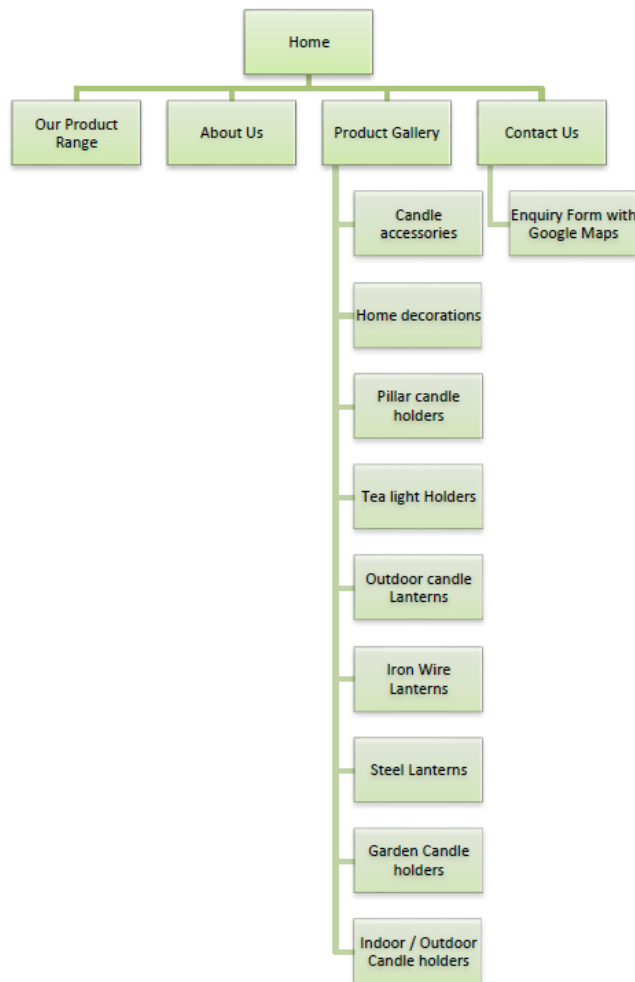 Home
Our Product
Range
About Us
Product Gallery
Contact Us
Candle
accessories
Enquiry Form with
Google Maps
Home decorations
Pillar candle
holders
Tea light Holders
Outdoor candle
Lanterns
Iron Wire
Lanterns
Steel Lanterns
Garden Candle
holders
Indoor / Outdoor
Candle holders